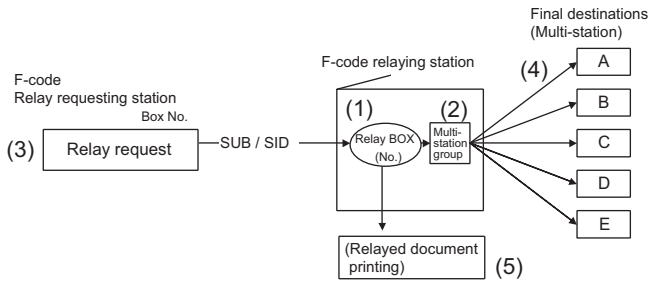 Final destinations
(Multi-station)
F-code relaying station
(4)
A
F-code
Relay requesting station
Box No.
(1)
(2)
B
(3)
Relay request
SUB / SID
Relay BOX
(No.)
Multi-
station
group
C
D
E
(Relayed document
printing)
(5)